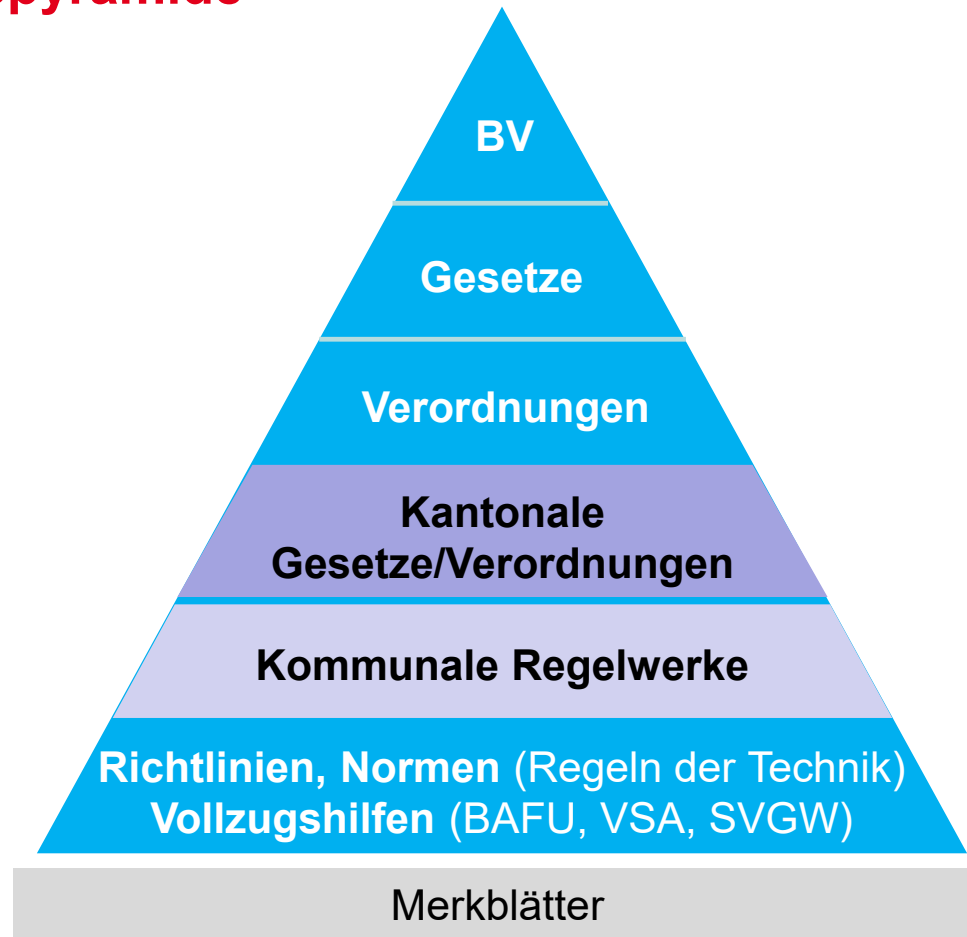 BV
Gesetze
Verordnungen
Kantonale
Gesetze/Verordnungen
Kommunale Regelwerke
Richtlinien, Normen (Regeln der Technik)
Vollzugshilfen (BAFU, VSA, SVGW)
Merkblätter